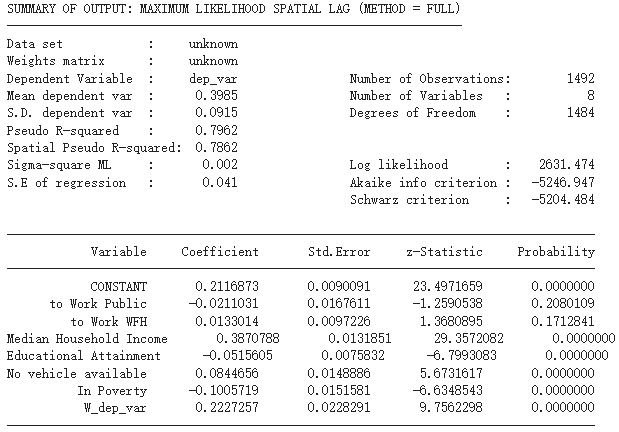 SUMMARY OF OUTPUT: MAXIMUM LIKELIHOOD SPATIAL LAG (METHOD = FULL)
Data set : unknown
Weights matrix : unknown
Dependent Variable : dep_var Number of Observations: 1492
Mean dependent var : 0.3985 Number of Variables : 8
S.D. dependent var : 0.0915 Degrees of Freedom : 1484
Pseudo R-squared : 0.7962
Spatial Pseudo R-squared: 0.7862
Sigma-square ML : 0.002 Log likelihood : 2631.474
S.E of regression : 0.041 Akaike info criterion : -5246.947
Schwarz criterion : -5204.484
Variable Coefficient Std.Error z-Statistic Probability
CONSTANT 0.2116873 0.0090091 23.4971659 0.0000000
to Work Public -0.0211031 0.0167611 -1.2590538 0.2080109
to Work WFH 0.0133014 0.0097226 1.3680895 0.1712841
Median Household Income 0.3870788 0.0131851 29.3572082 0.0000000
Educational Attainment -0.0515605 0.0075832 -6.7993083 0.0000000
No vehicle available 0.0844656 0.0148886 5.6731617 0.0000000
In Poverty -0.1005719 0.0151581 -6.6348543 0.0000000
W_dep_var 0.2227257 0.0228291 9.7562298 0.0000000